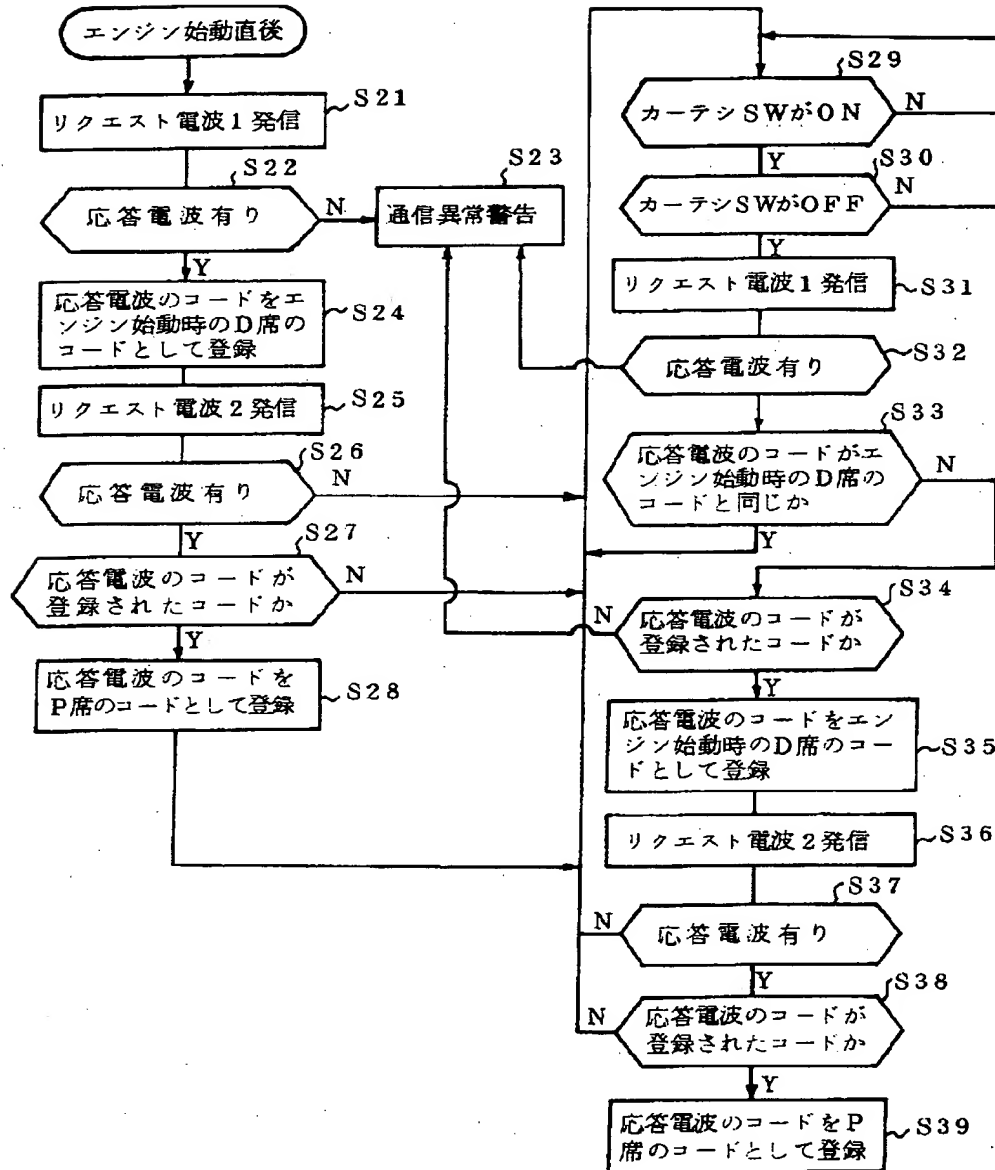 エンジン始動直後
S21
リクエスト電波1発信
S22
応答電波有り
N
Y
S23
通信異常警告
応答電波のコードをエ
ンジン始動時のD席の
コードとして登録
S24
リクエスト電波2発信
S25
S26
応答電波有り
N
Y
S27
応答電波のコードが
登録されたコードか
N
Y
応答電波のコードを
P席のコードとして登録
S28
S29
カーテシSWがON
N
Y
S30
カーテシSWがOFF
N
Y
リクエスト電波1発信
S31
応答電波有り
S32
S33
応答電波のコードがエ
ンジン始動時のD席の
コードと同じか
N
Y
S34
応答電波のコードが
登録されたコードか
N
Y
応答電波のコードをエン
ジン始動時のD席のコー
ドとして登録
S35
リクエスト電波2発信
S36
S37
応答電波有り
N
Y
S38
応答電波のコードが
登録されたコードか
N
Y
応答電波のコードをP
席のコードとして登録
S39